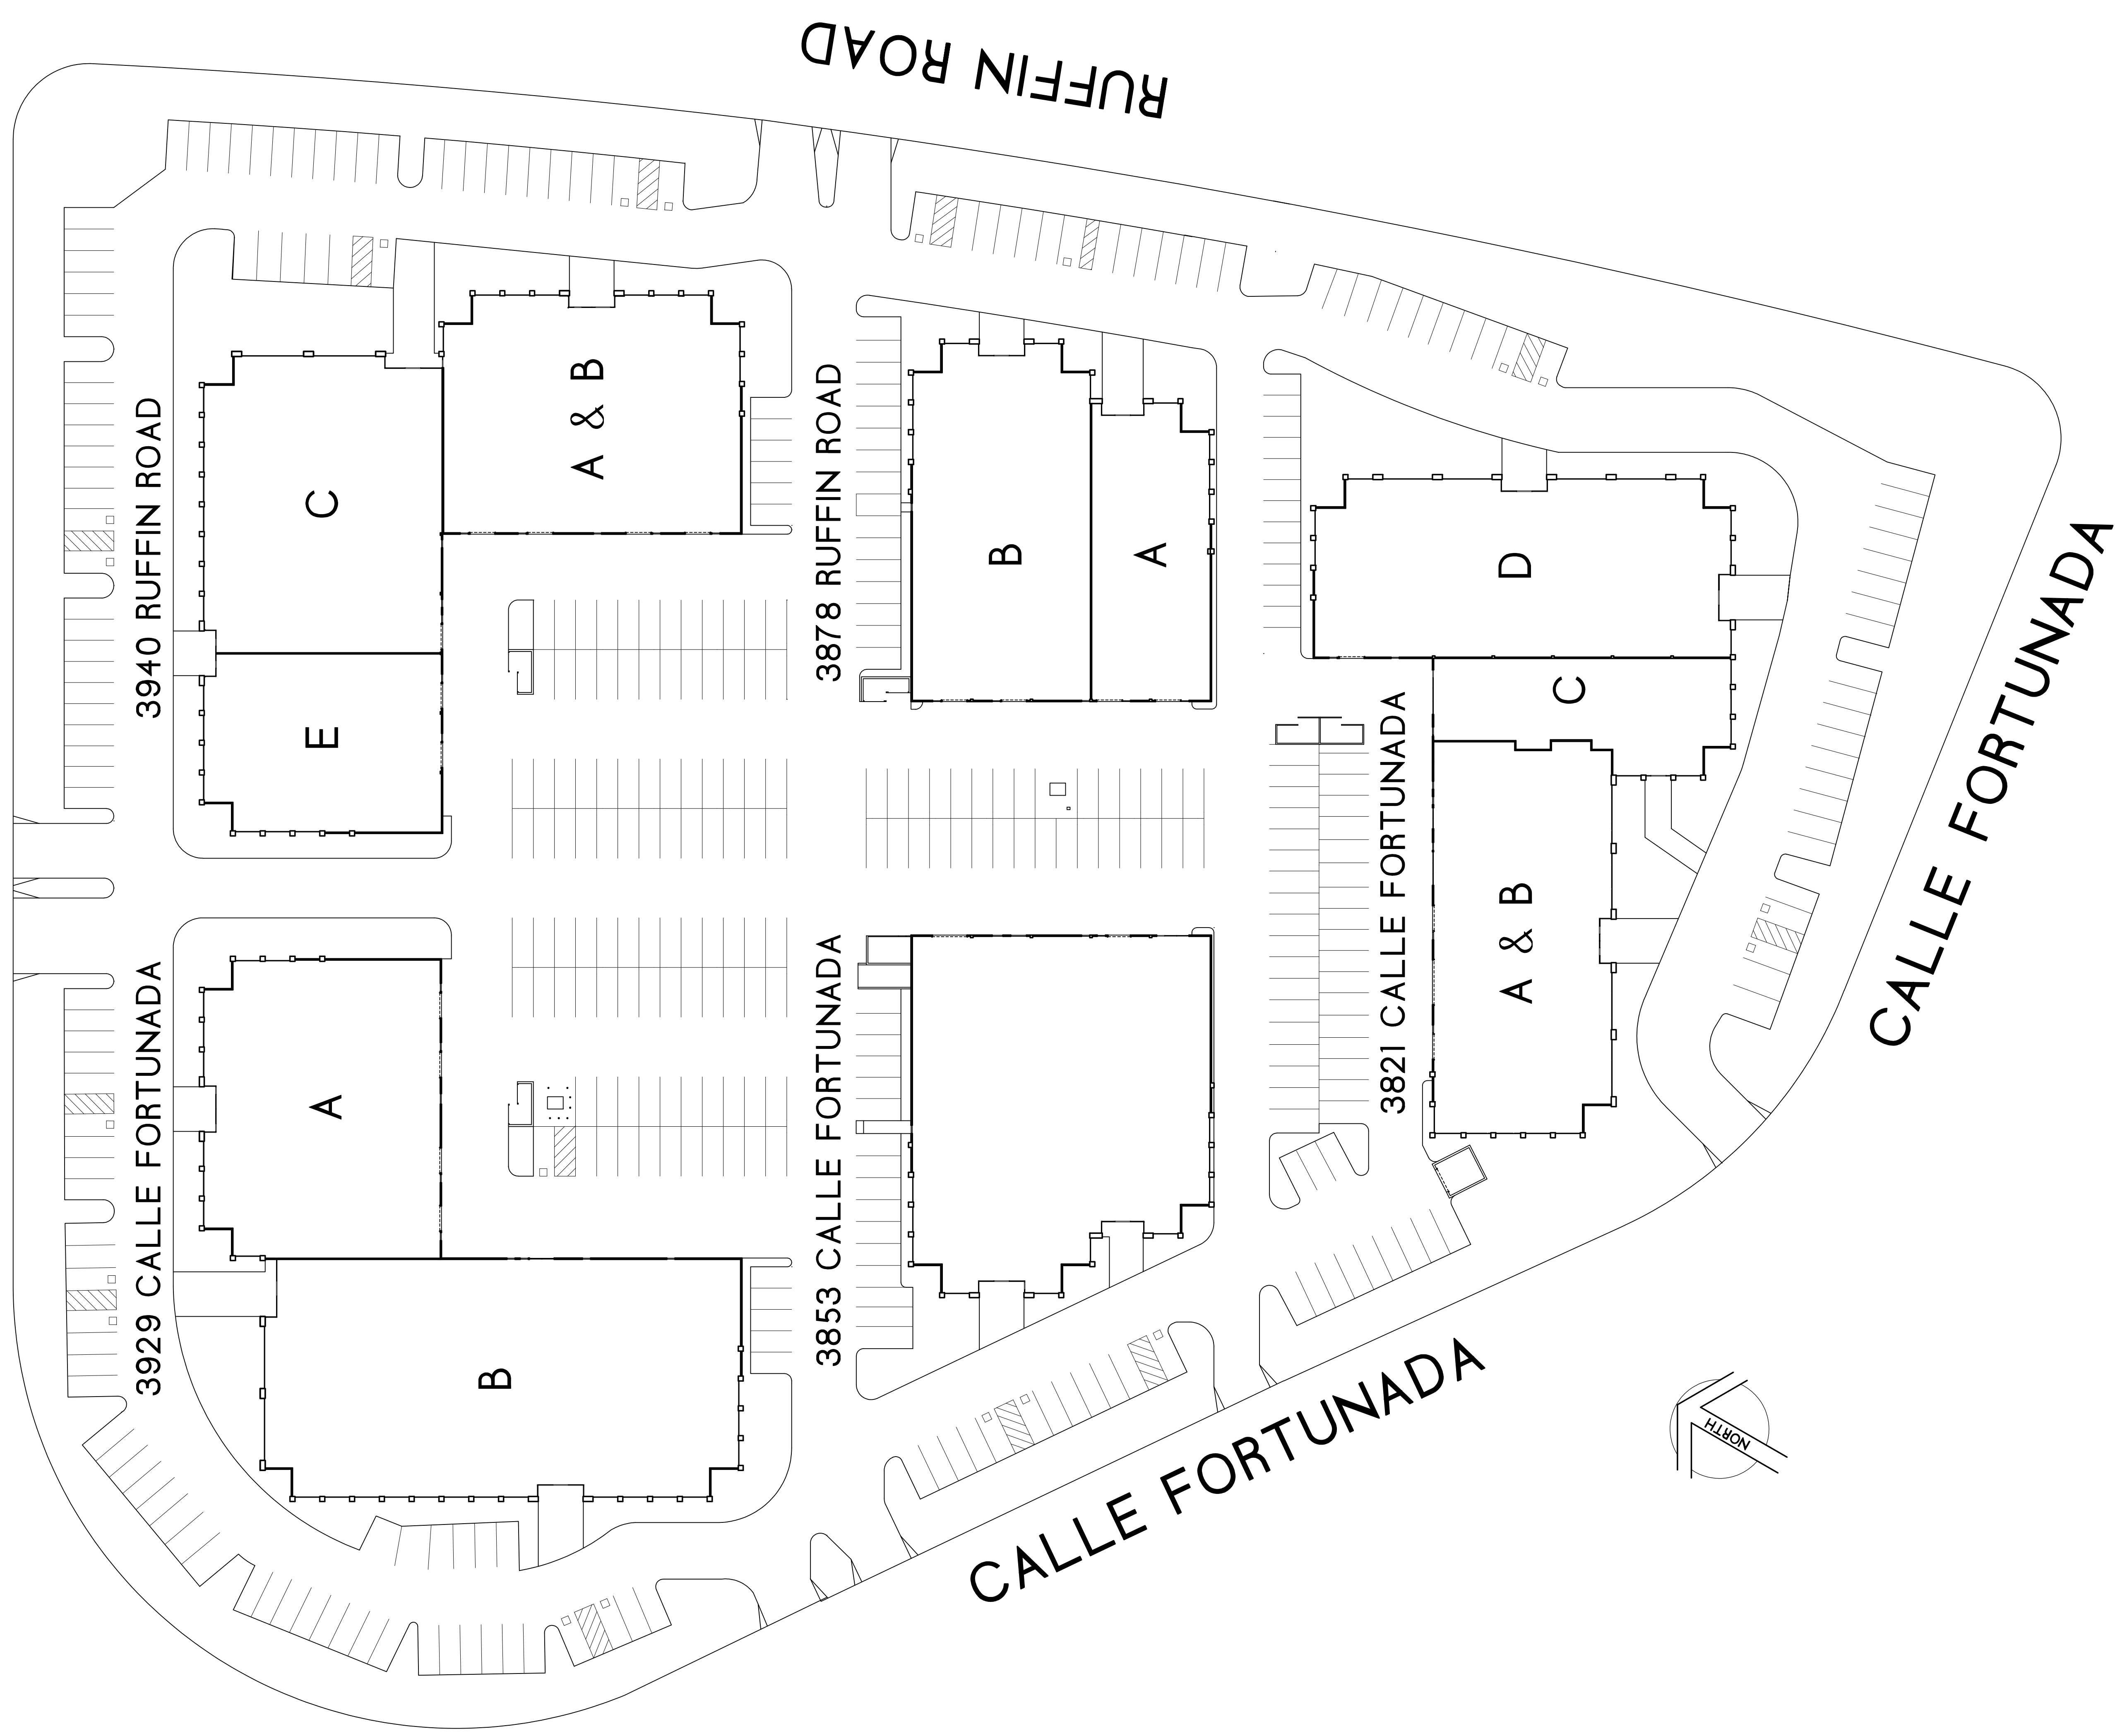 RUFFIN ROAD
3940 RUFFIN ROAD
C
A & B
E
3878 RUFFIN ROAD
B
A
D
C
3821 CALLE FORTUNADA
A & B
CALLE FORTUNADA
3929 CALLE FORTUNADA
A
B
3853 CALLE FORTUNADA
CALLE FORTUNADA
NORTH